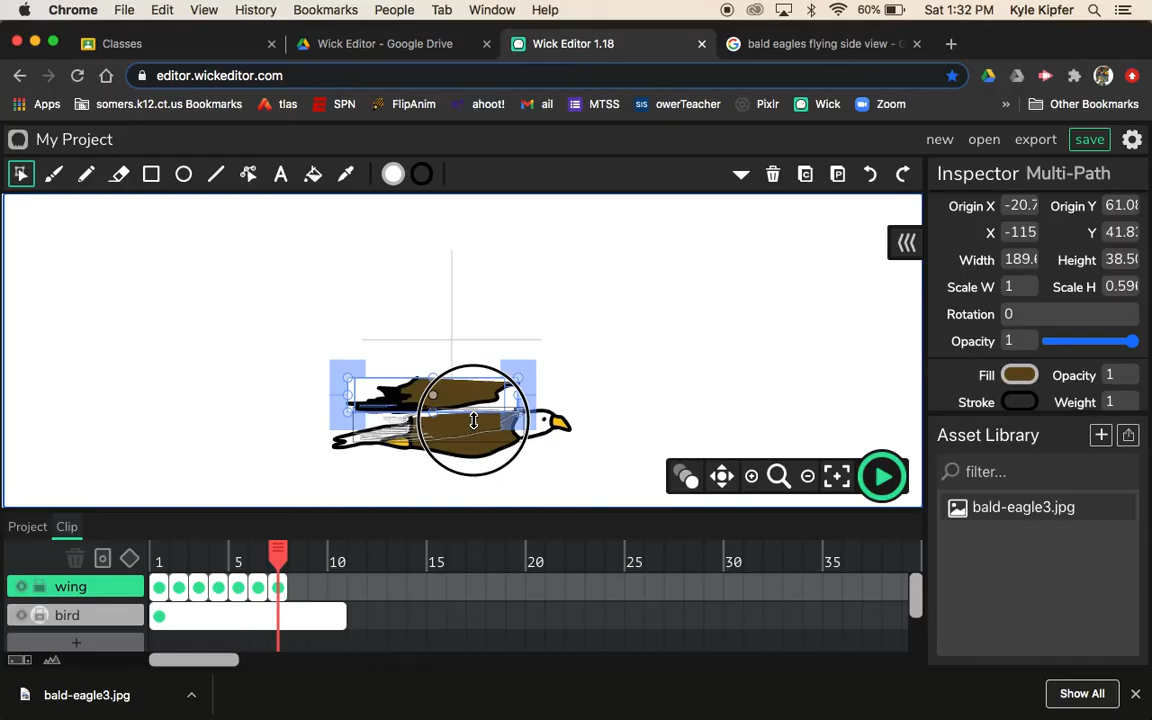 Chrome File Edit View History Bookmarks People Tab Window Help 60% Sat 1:32 PM Kyle Kipfer
Classes Wick Editor - Google Drive Wick Editor 1.18 bald eagles flying side view - G
editor.wickeditor.com
Apps somers.k12.ct.us Bookmarks tlas SPN FlipAnim ahoot! ail MTSS SIS owerTeacher Pixlr Wick Zoom » Other Bookmarks
My Project new open export save
Inspector Multi-Path
Origin X -20.7 Origin Y 61.08
X -115 Y 41.83
Width 189.6 Height 38.50
Scale W 1 Scale H 0.596
Rotation 0
Opacity 1
Fill Opacity 1
Stroke Weight 1
Asset Library
filter...
bald-eagle3.jpg
Project Clip
1 5 10 15 20 25 30 35
wing
bird
+
bald-eagle3.jpg Show All